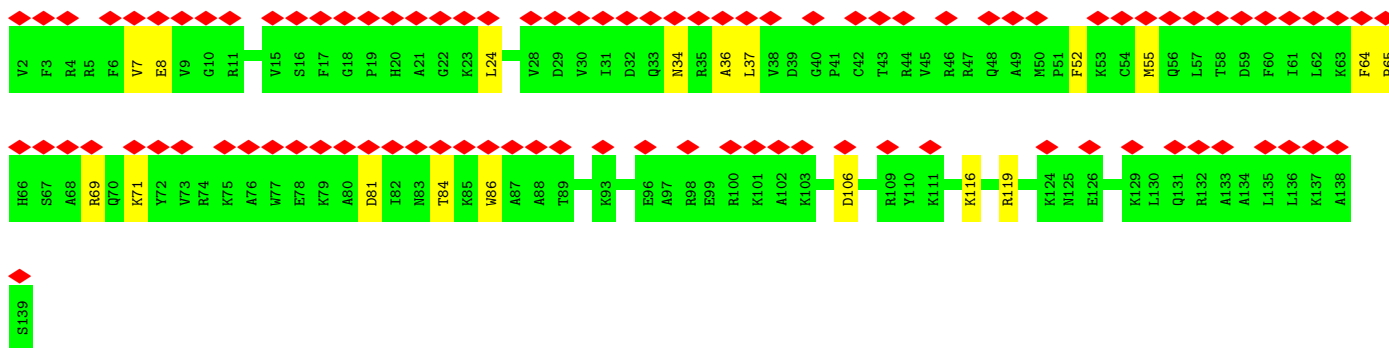 V2 F3 R4 R5 F6 V7 E8 V9 G10 R11 V15 S16 F17 G18 P19 H20 A21 G22 K23 L24 V28 D29 V30 I31 D32 Q33 N34 R35 A36 L37 V38 D39 G40 P41 C42 T43 R44 V45 R46 R47 Q48 A49 M50 P51 F52 K53 C54 M55 Q56 L57 T58 D59 F60 I61 L62 K63 F64
H66 S67 A68 R69 Q70 K71 Y72 V73 R74 K75 A76 W77 E78 K79 A80 D81 I82 N83 T84 K85 W86 A87 A88 T89 K93 E96 A97 R98 E99 R100 K101 A102 K103 D106 R109 Y110 K111 K116 R119 K124 N125 E126 K129 L130 Q131 R132 A133 A134 L135 L136 K137 A138
S139